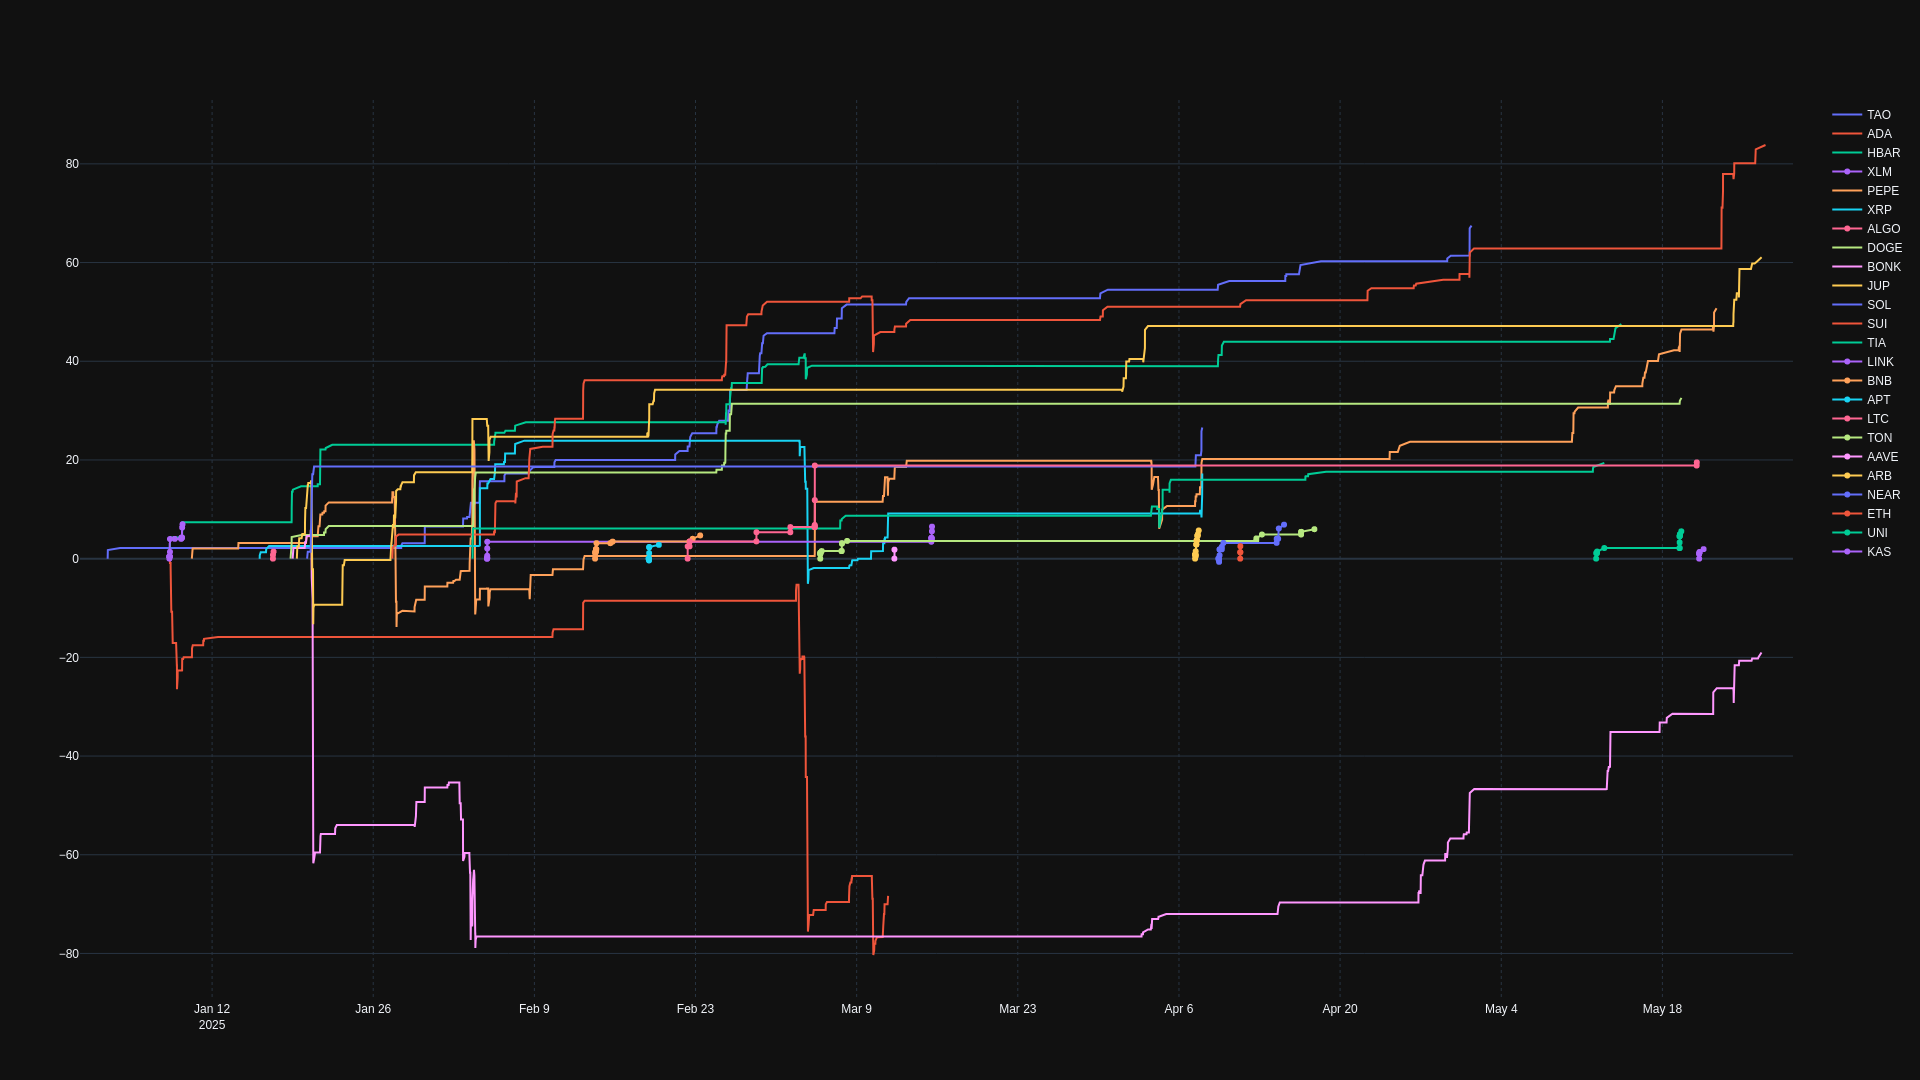 80
60
40
20
0
−20
−40
−60
−80
Jan 12
2025
Jan 26
Feb 9
Feb 23
Mar 9
Mar 23
Apr 6
Apr 20
May 4
May 18
TAO
ADA
HBAR
XLM
PEPE
XRP
ALGO
DOGE
BONK
JUP
SOL
SUI
TIA
LINK
BNB
APT
LTC
TON
AAVE
ARB
NEAR
ETH
UNI
KAS